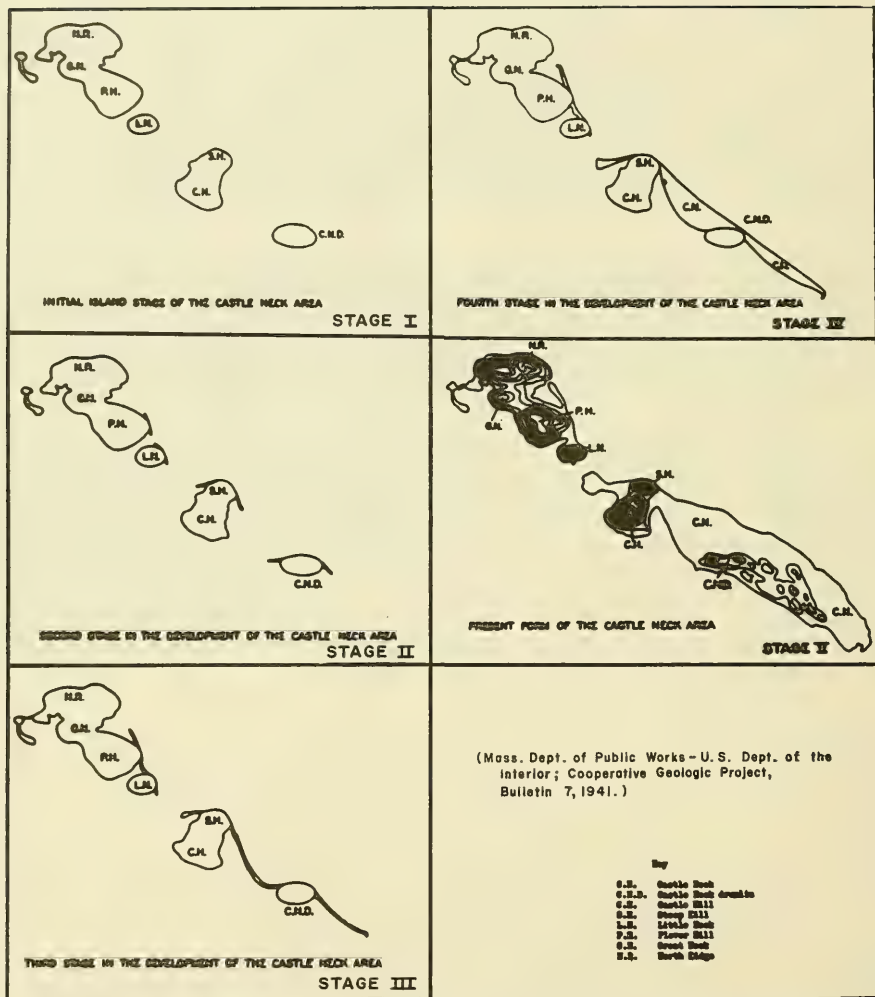 N.R.
G.N.
P.H.
L.N.
S.H.
C.H.
C.N.D.
INITIAL ISLAND STAGE OF THE CASTLE NECK AREA
STAGE I
N.R.
G.N.
P.H.
L.N.
S.H.
C.H.
C.N.D.
SECOND STAGE IN THE DEVELOPMENT OF THE CASTLE NECK AREA
STAGE II
N.R.
G.N.
P.H.
L.N.
S.H.
C.H.
C.N.D.
THIRD STAGE IN THE DEVELOPMENT OF THE CASTLE NECK AREA
STAGE III
N.R.
G.N.
P.H.
L.N.
S.H.
C.H.
C.N.
C.N.D.
C.N.
FOURTH STAGE IN THE DEVELOPMENT OF THE CASTLE NECK AREA
STAGE IV
N.R.
G.N.
P.H.
L.N.
S.H.
C.N.
C.H.
C.N.D.
C.N.
PRESENT FORM OF THE CASTLE NECK AREA
STAGE V
(Mass. Dept. of Public Works - U.S. Dept. of the
Interior; Cooperative Geologic Project,
Bulletin 7, 1941.)
Key
C.N. Castle Neck
C.N.D. Castle Neck drumlin
C.H. Castle Hill
S.H. Steep Hill
L.N. Little Neck
P.H. Plover Hill
G.N. Great Neck
N.R. North Ridge